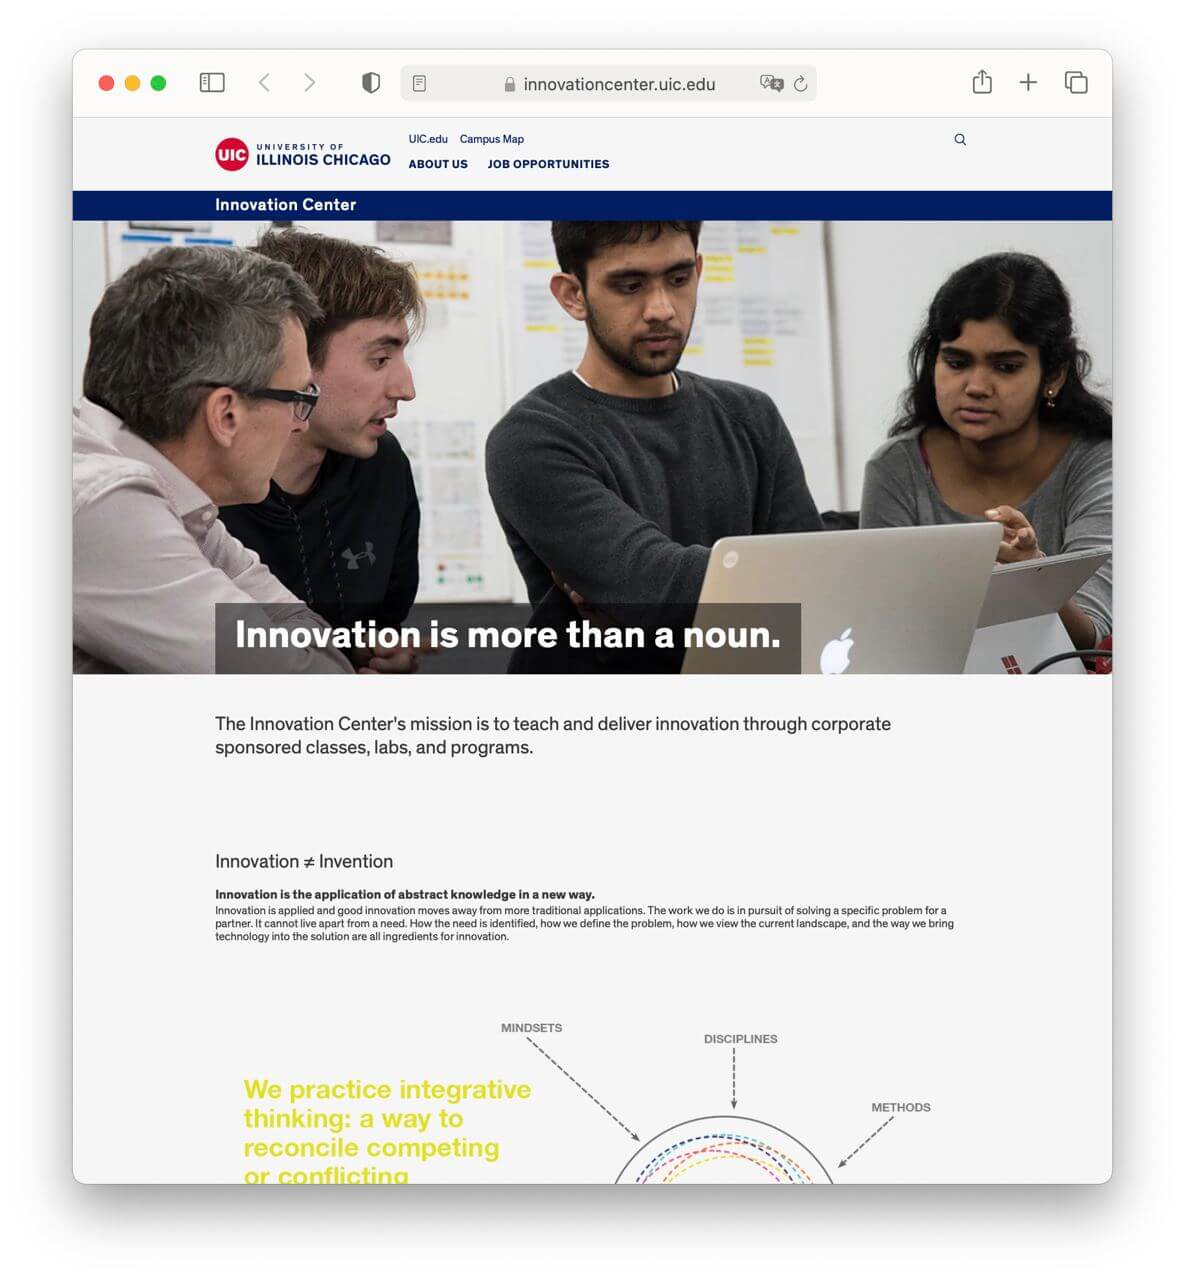 innovationcenter.uic.edu
UIC
UNIVERSITY OF
ILLINOIS CHICAGO
UIC.edu Campus Map
ABOUT US JOB OPPORTUNITIES
Innovation Center
Innovation is more than a noun.
The Innovation Center's mission is to teach and deliver innovation through corporate
sponsored classes, labs, and programs.
Innovation ≠ Invention
Innovation is the application of abstract knowledge in a new way.
Innovation is applied and good innovation moves away from more traditional applications. The work we do is in pursuit of solving a specific problem for a
partner. It cannot live apart from a need. How the need is identified, how we define the problem, how we view the current landscape, and the way we bring
technology into the solution are all ingredients for innovation.
MINDSETS
DISCIPLINES
METHODS
We practice integrative
thinking: a way to
reconcile competing
or conflicting